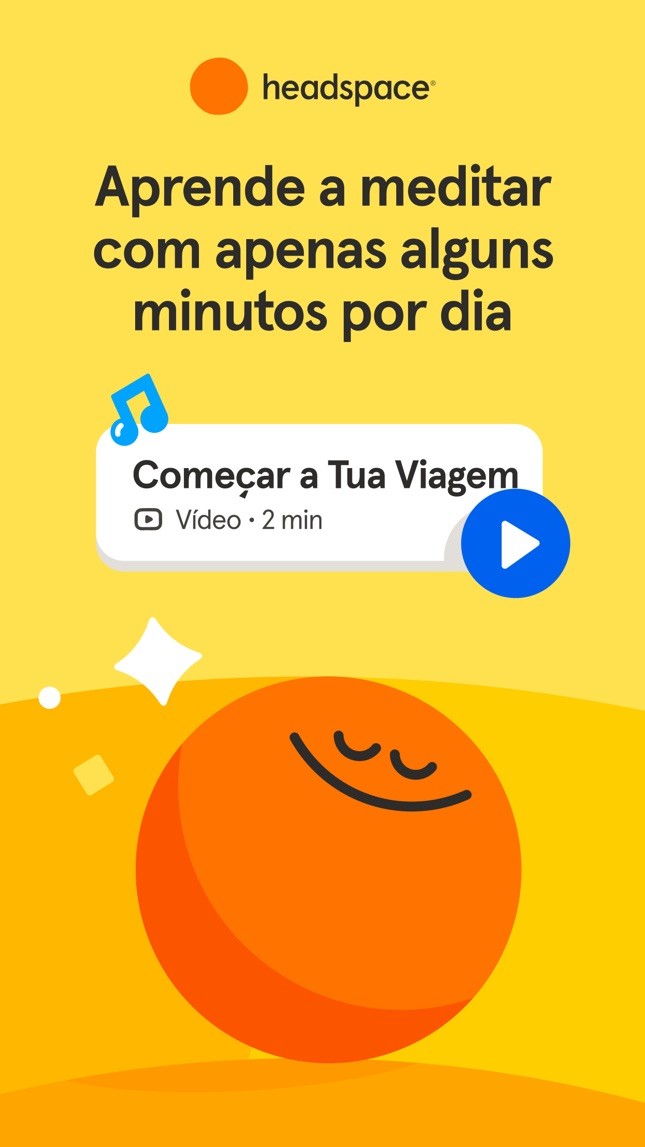 headspace®
Aprende a meditar
com apenas alguns
minutos por dia
Começar a Tua Viagem
Vídeo • 2 min